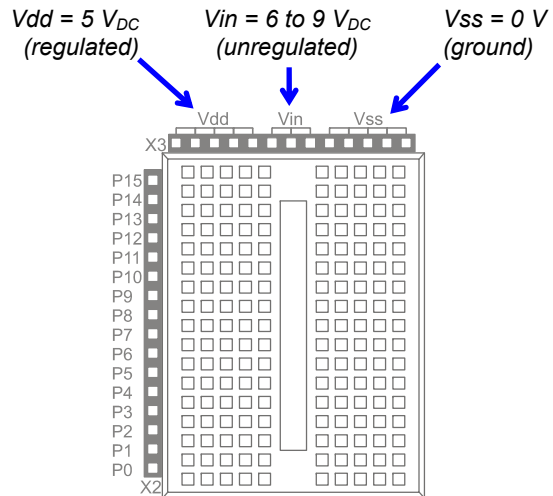 Vdd = 5 VDC Vin = 6 to 9 VDC Vss = 0 V
(regulated) (unregulated) (ground)
Vdd Vin Vss
X3
P15
P14
P13
P12
P11
P10
P9
P8
P7
P6
P5
P4
P3
P2
P1
P0
X2